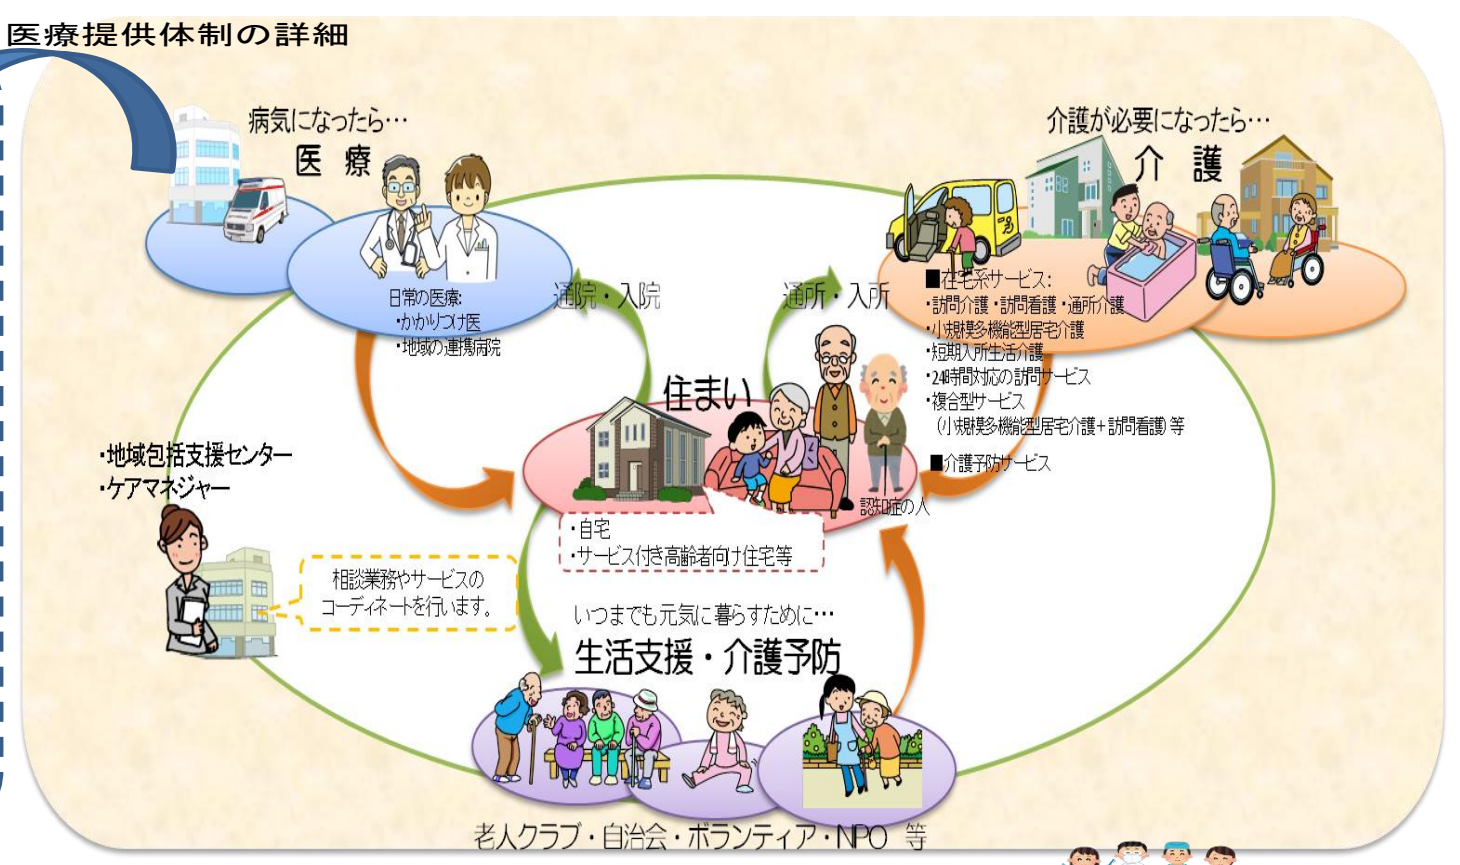 医療提供体制の詳細
病気になったら…
医 療
介護が必要になったら…
介 護
日常の医療:
・かかりつけ医
・地域の連携病院
通院・入院
通所・入所
■在宅系サービス:
・訪問介護・訪問看護・通所介護
・小規模多機能型居宅介護
・短期入所生活介護
・24時間対応の訪問サービス
・複合型サービス
（小規模多機能型居宅介護+訪問看護）等
■介護予防サービス
住まい
認知症の人
・自宅
・サービス付き高齢者向け住宅等
・地域包括支援センター
・ケアマネジャー
相談業務やサービスの
コーディネートを行います。
いつまでも元気に暮らすために…
生活支援・介護予防
老人クラブ・自治会・ボランティア・NPO 等